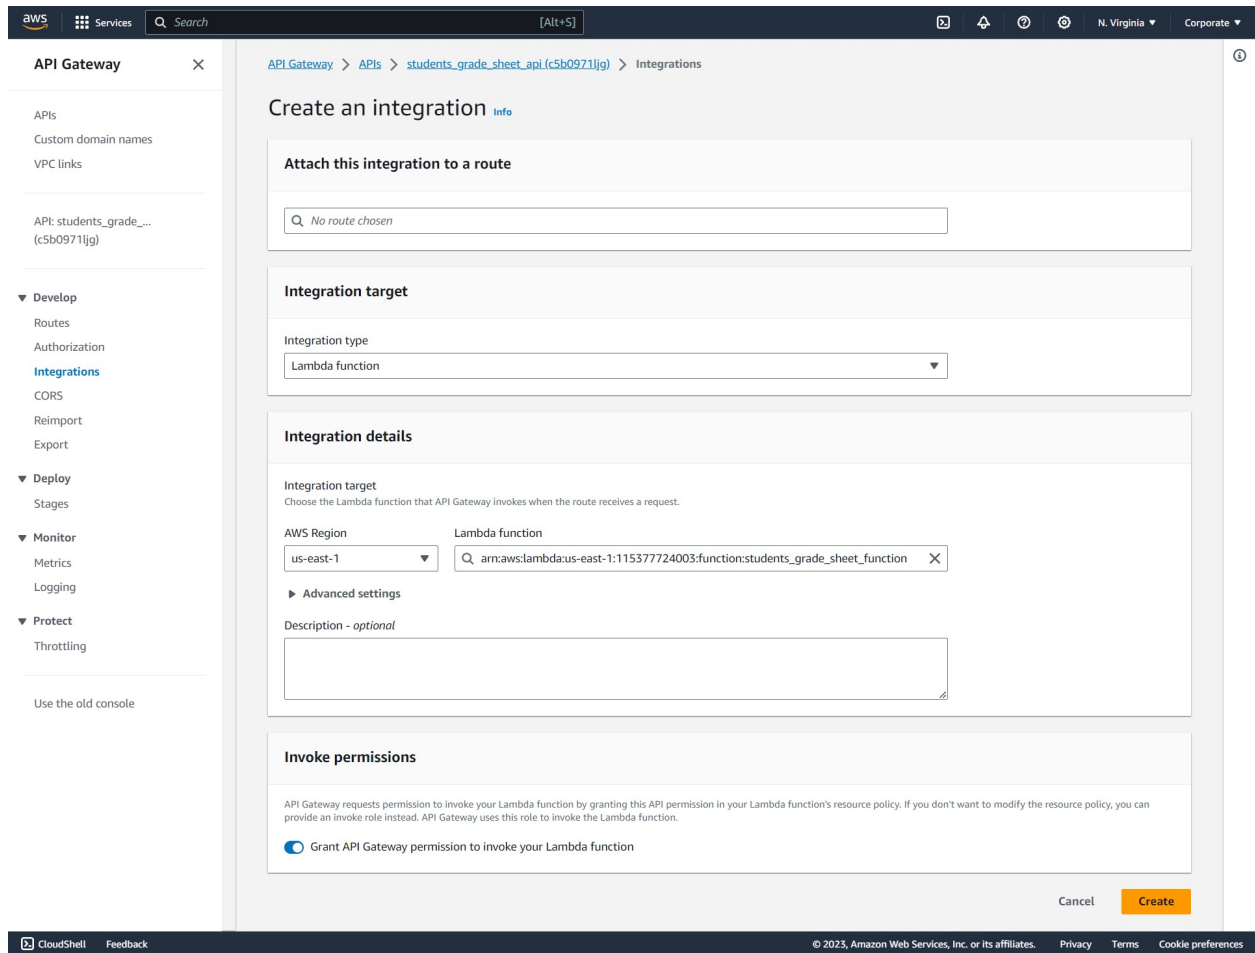 aws
Services
Search
[Alt+S]
N. Virginia
Corporate
API Gateway
APIs
Custom domain names
VPC links
API: students_grade_...
(c5b0971ljg)
Develop
Routes
Authorization
Integrations
CORS
Reimport
Export
Deploy
Stages
Monitor
Metrics
Logging
Protect
Throttling
Use the old console
API Gateway > APIs > students_grade_sheet_api (c5b0971ljg) > Integrations
Create an integration Info
Attach this integration to a route
No route chosen
Integration target
Integration type
Lambda function
Integration details
Integration target
Choose the Lambda function that API Gateway invokes when the route receives a request.
AWS Region
Lambda function
us-east-1
arn:aws:lambda:us-east-1:115377724003:function:students_grade_sheet_function
Advanced settings
Description - optional
Invoke permissions
API Gateway requests permission to invoke your Lambda function by granting this API permission in your Lambda function's resource policy. If you don't want to modify the resource policy, you can
provide an invoke role instead. API Gateway uses this role to invoke the Lambda function.
Grant API Gateway permission to invoke your Lambda function
Cancel
Create
CloudShell
Feedback
© 2023, Amazon Web Services, Inc. or its affiliates.
Privacy
Terms
Cookie preferences